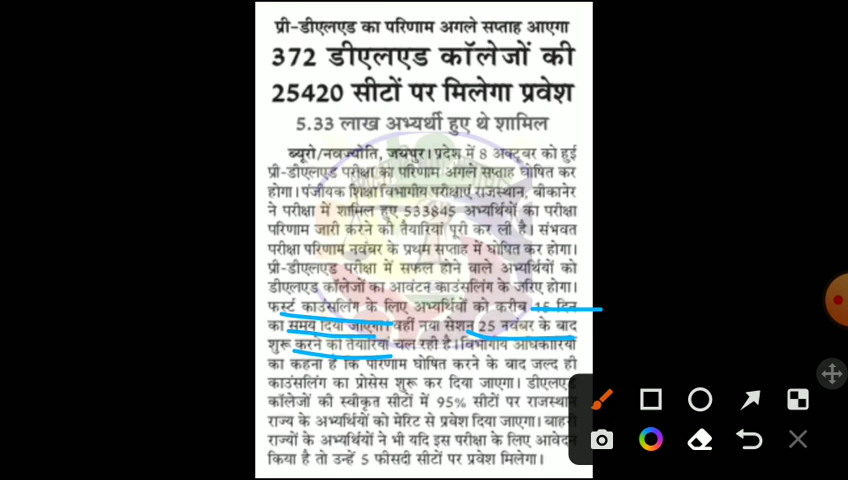 प्री-डीएलएड का परिणाम अगले सप्ताह आएगा
372 डीएलएड कॉलेजों की
25420 सीटों पर मिलेगा प्रवेश
5.33 लाख अभ्यर्थी हुए थे शामिल
ब्यूरो/नवज्योति, जयपुर। प्रदेश में 8 अक्टूबर को हुई
प्री-डीएलएड परीक्षा का परिणाम अगले सप्ताह घोषित कर
होगा। पंजीयक शिक्षा विभागीय परीक्षाएं राजस्थान, बीकानेर
ने परीक्षा में शामिल हुए 533845 अभ्यर्थियों का परीक्षा
परिणाम जारी करने की तैयारियां पूरी कर ली है। संभवत
परीक्षा परिणाम नवंबर के प्रथम सप्ताह में घोषित कर होगा।
प्री-डीएलएड परीक्षा में सफल होने वाले अभ्यर्थियों को
डीएलएड कॉलेजों का आवंटन काउंसलिंग के जरिए होगा।
फर्स्ट काउंसलिंग के लिए अभ्यर्थियों को करीब 15 दिन
का समय दिया जाएगा। वहीं नया सेशन 25 नवंबर के बाद
शुरू करने की तैयारियां चल रही है। विभागीय अधिकारियों
का कहना है कि परिणाम घोषित करने के बाद जल्द ही
काउंसलिंग का प्रोसेस शुरू कर दिया जाएगा। डीएलएड
कॉलेजों की स्वीकृत सीटों में 95% सीटों पर राजस्थान
राज्य के अभ्यर्थियों को मेरिट से प्रवेश दिया जाएगा। बाहरी
राज्यों के अभ्यर्थियों ने भी यदि इस परीक्षा के लिए आवेदन
किया है तो उन्हें 5 फीसदी सीटों पर प्रवेश मिलेगा।